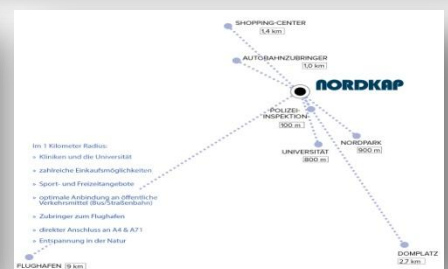 SHOPPING-CENTER
1,4 km
AUTOBAHNZUBRINGER
1,0 km
NORDKAP
POLIZEI-
INSPEKTION
100 m
NORDPARK
900 m
UNIVERSITÄT
800 m
Im 1 Kilometer Radius:
» Kliniken und die Universität
» zahlreiche Einkaufsmöglichkeiten
» Sport- und Freizeitangebote
» optimale Anbindung an öffentliche
Verkehrsmittel (Bus/Straßenbahn)
» Zubringer zum Flughafen
» direkter Anschluss an A4 & A71
» Entspannung in der Natur
DOMPLATZ
2,7 km
FLUGHAFEN 9 km